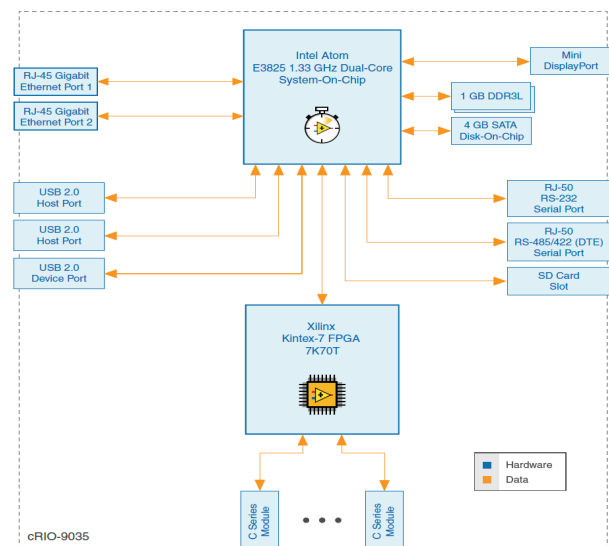 Intel Atom
E3825 1.33 GHz Dual-Core
System-On-Chip
RJ-45 Gigabit
Ethernet Port 1
RJ-45 Gigabit
Ethernet Port 2
Mini
DisplayPort
1 GB DDR3L
4 GB SATA
Disk-On-Chip
USB 2.0
Host Port
USB 2.0
Host Port
USB 2.0
Device Port
RJ-50
RS-232
Serial Port
RJ-50
RS-485/422 (DTE)
Serial Port
SD Card
Slot
Xilinx
Kintex-7 FPGA
7K70T
Hardware
Data
C Series
Module
• • •
C Series
Module
cRIO-9035